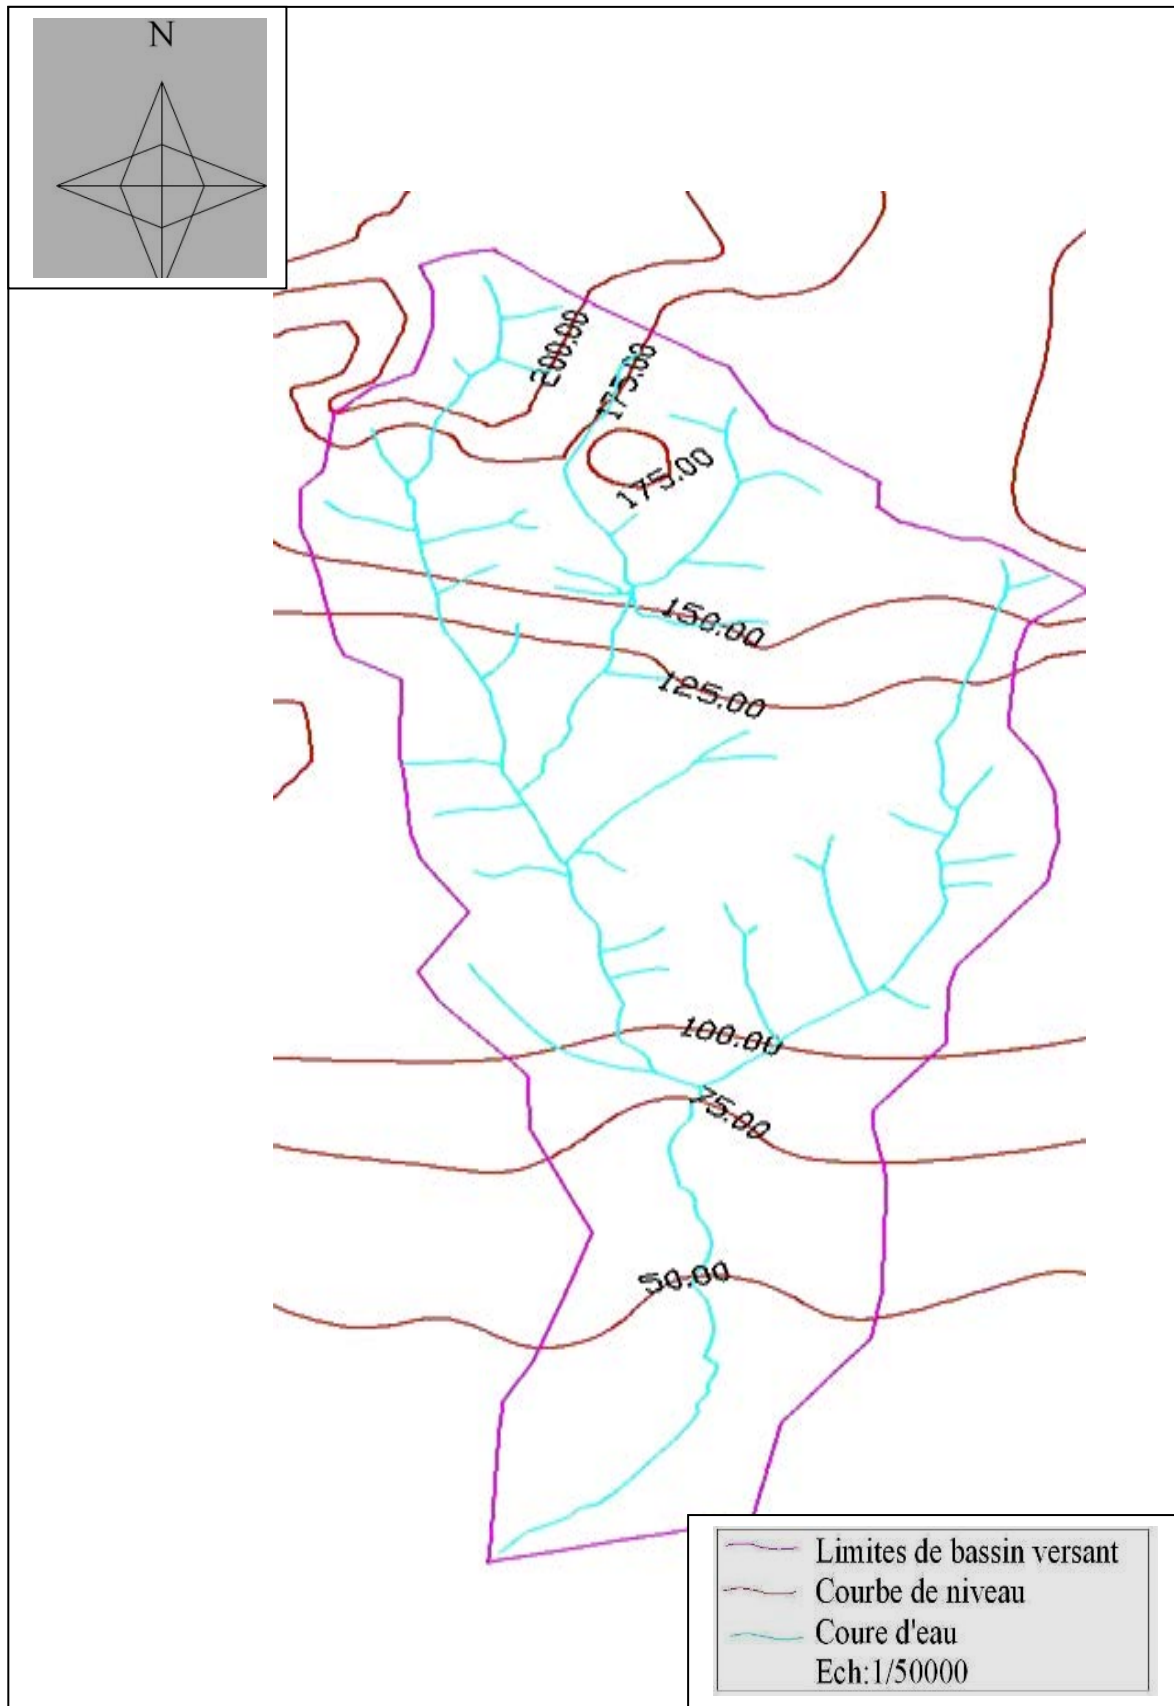 N
200.00
175.00
175.00
150.00
125.00
100.00
75.00
50.00
Limites de bassin versant
Courbe de niveau
Coure d'eau
Ech:1/50000